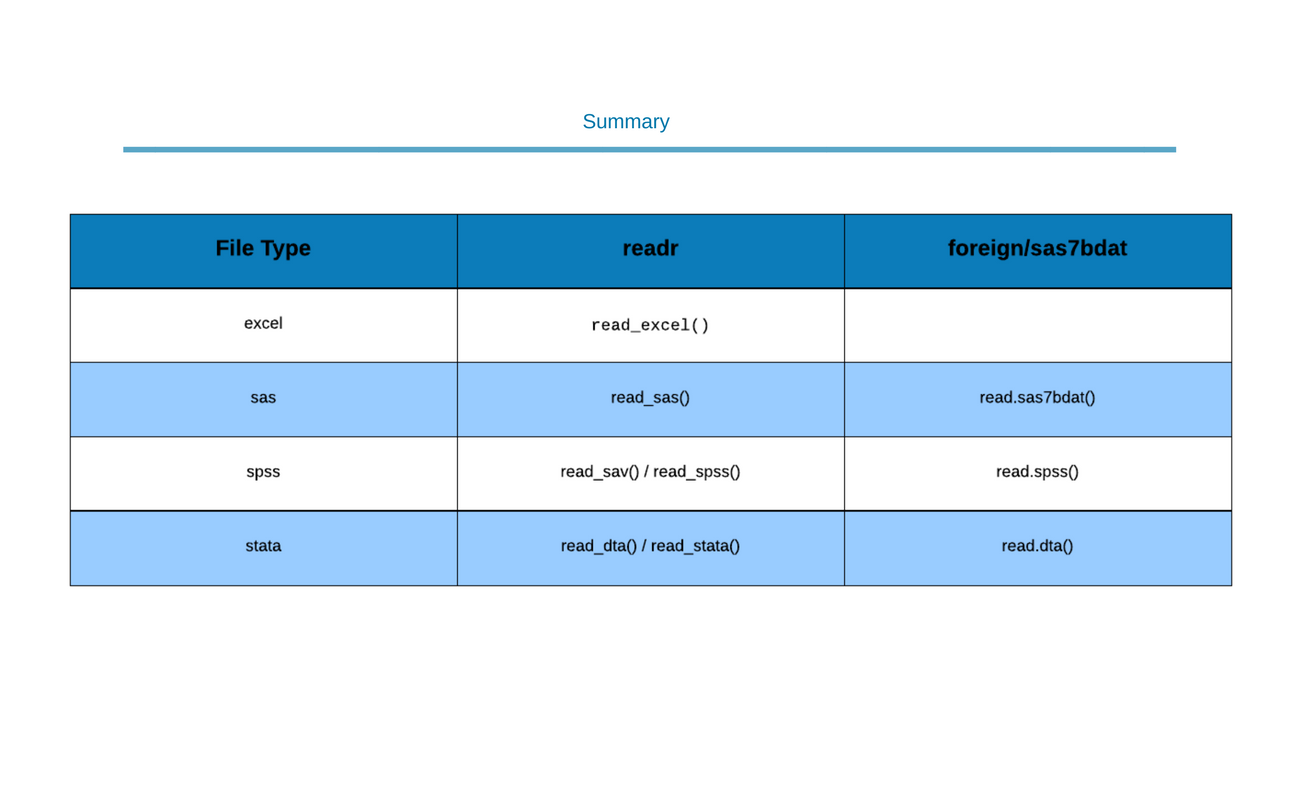 Summary
File Type readr foreign/sas7bdat
excel read_excel()
sas read_sas() read.sas7bdat()
spss read_sav() / read_spss() read.spss()
stata read_dta() / read_stata() read.dta()